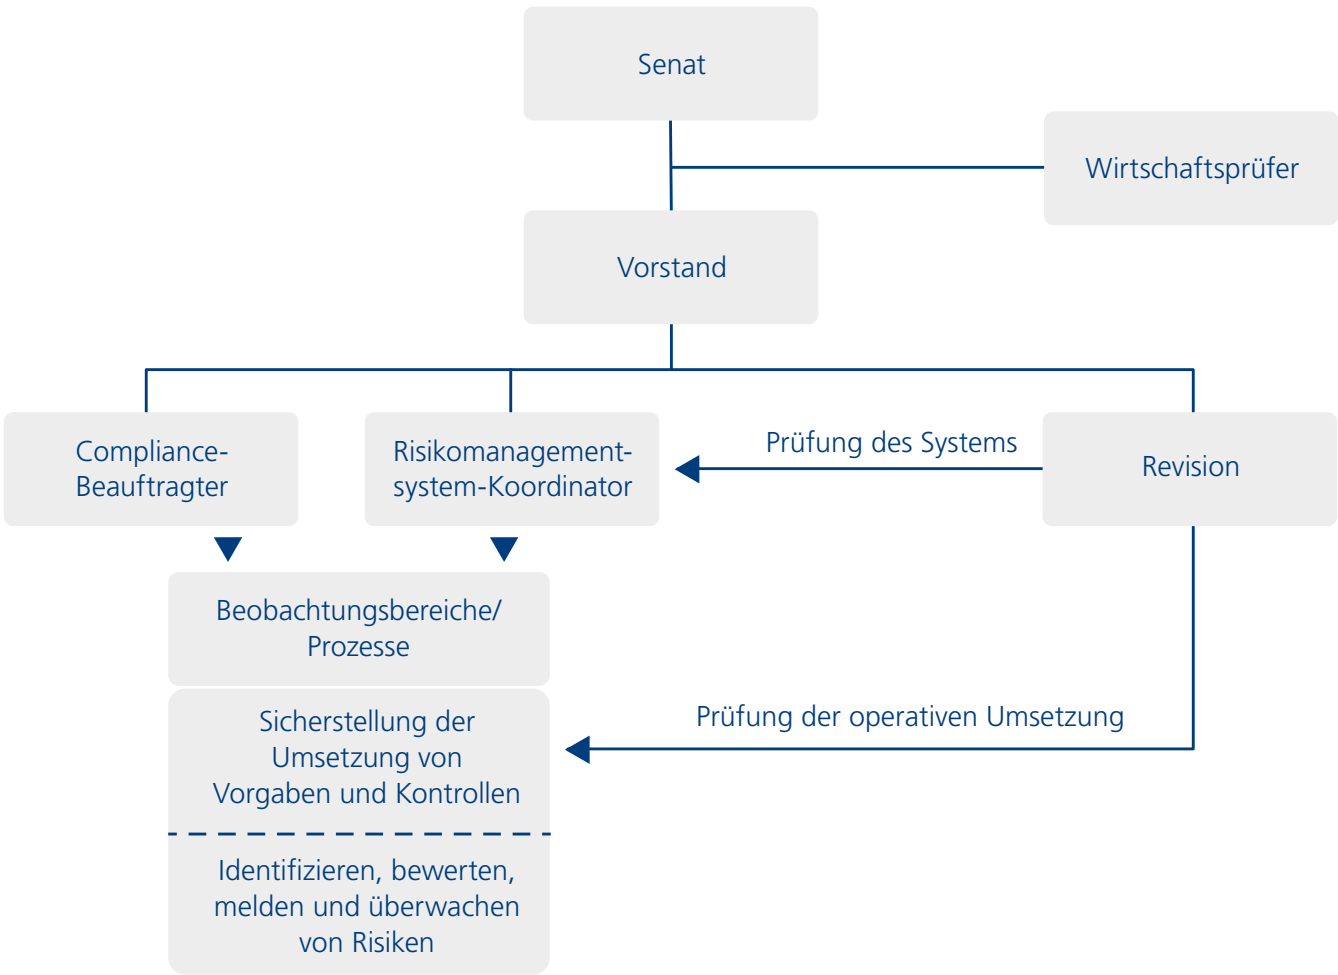 Senat
Wirtschaftsprüfer
Vorstand
Compliance-
Beauftragter
Risikomanagement-
system-Koordinator
Prüfung des Systems
Revision
Beobachtungsbereiche/
Prozesse
Sicherstellung der
Umsetzung von
Vorgaben und Kontrollen
Prüfung der operativen Umsetzung
Identifizieren, bewerten,
melden und überwachen
von Risiken